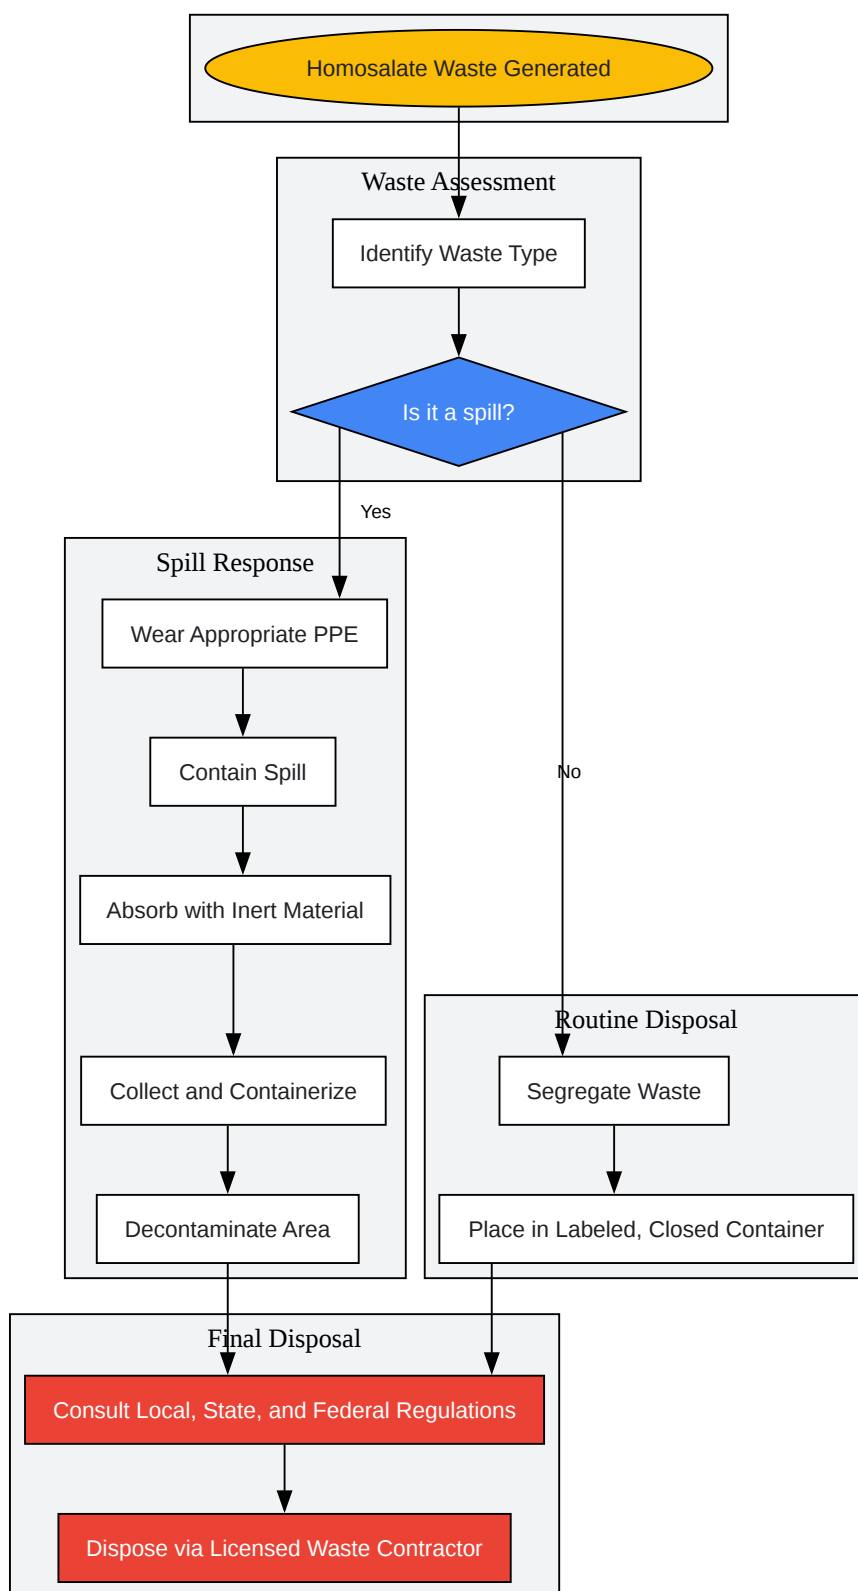 Homosalate Waste Generated
Waste Assessment
Identify Waste Type
Is it a spill?
Yes
Spill Response
Wear Appropriate PPE
Contain Spill
No
Absorb with Inert Material
Routine Disposal
Collect and Containerize
Segregate Waste
Decontaminate Area
Place in Labeled, Closed Container
Final Disposal
Consult Local, State, and Federal Regulations
Dispose via Licensed Waste Contractor